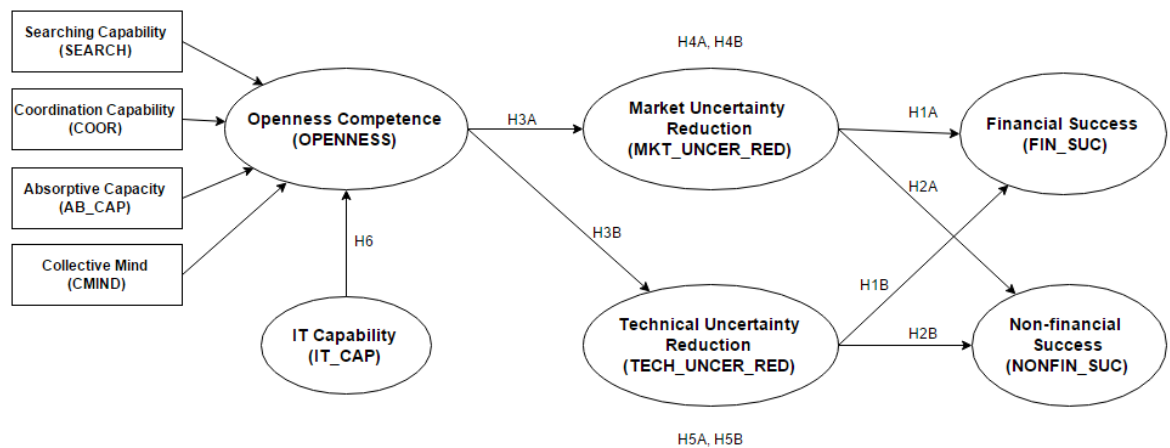 Searching Capability
(SEARCH)
Coordination Capability
(COOR)
Absorptive Capacity
(AB_CAP)
Collective Mind
(CMIND)
Openness Competence
(OPENNESS)
H6
IT Capability
(IT_CAP)
H3A
H3B
H4A, H4B
Market Uncertainty
Reduction
(MKT_UNCER_RED)
Technical Uncertainty
Reduction
(TECH_UNCER_RED)
H5A, H5B
H1A
H2A
H1B
H2B
Financial Success
(FIN_SUC)
Non-financial
Success
(NONFIN_SUC)